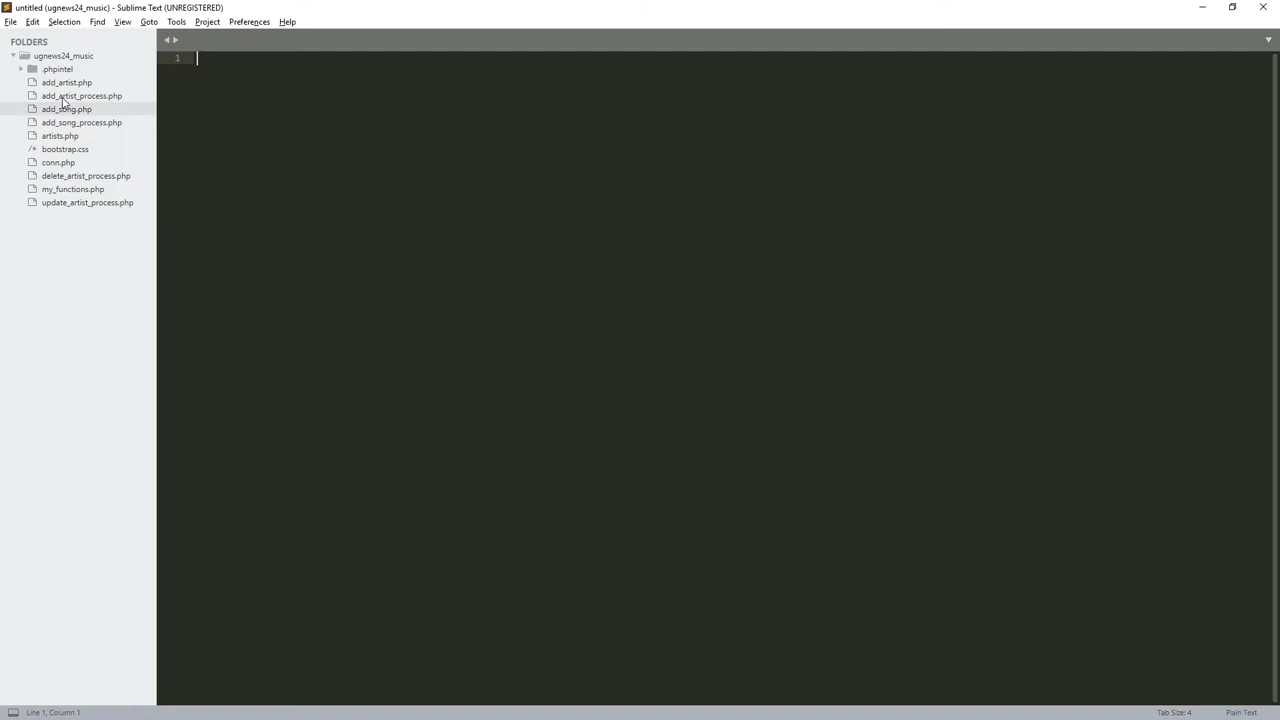 untitled (ugnews24_music) - Sublime Text (UNREGISTERED)
File Edit Selection Find View Goto Tools Project Preferences Help
FOLDERS
ugnews24_music
1
.phpintel
add_artist.php
add_artist_process.php
add_song.php
add_song_process.php
artists.php
/* bootstrap.css
conn.php
delete_artist_process.php
my_functions.php
update_artist_process.php
Line 1, Column 1
Tab Size: 4
Plain Text